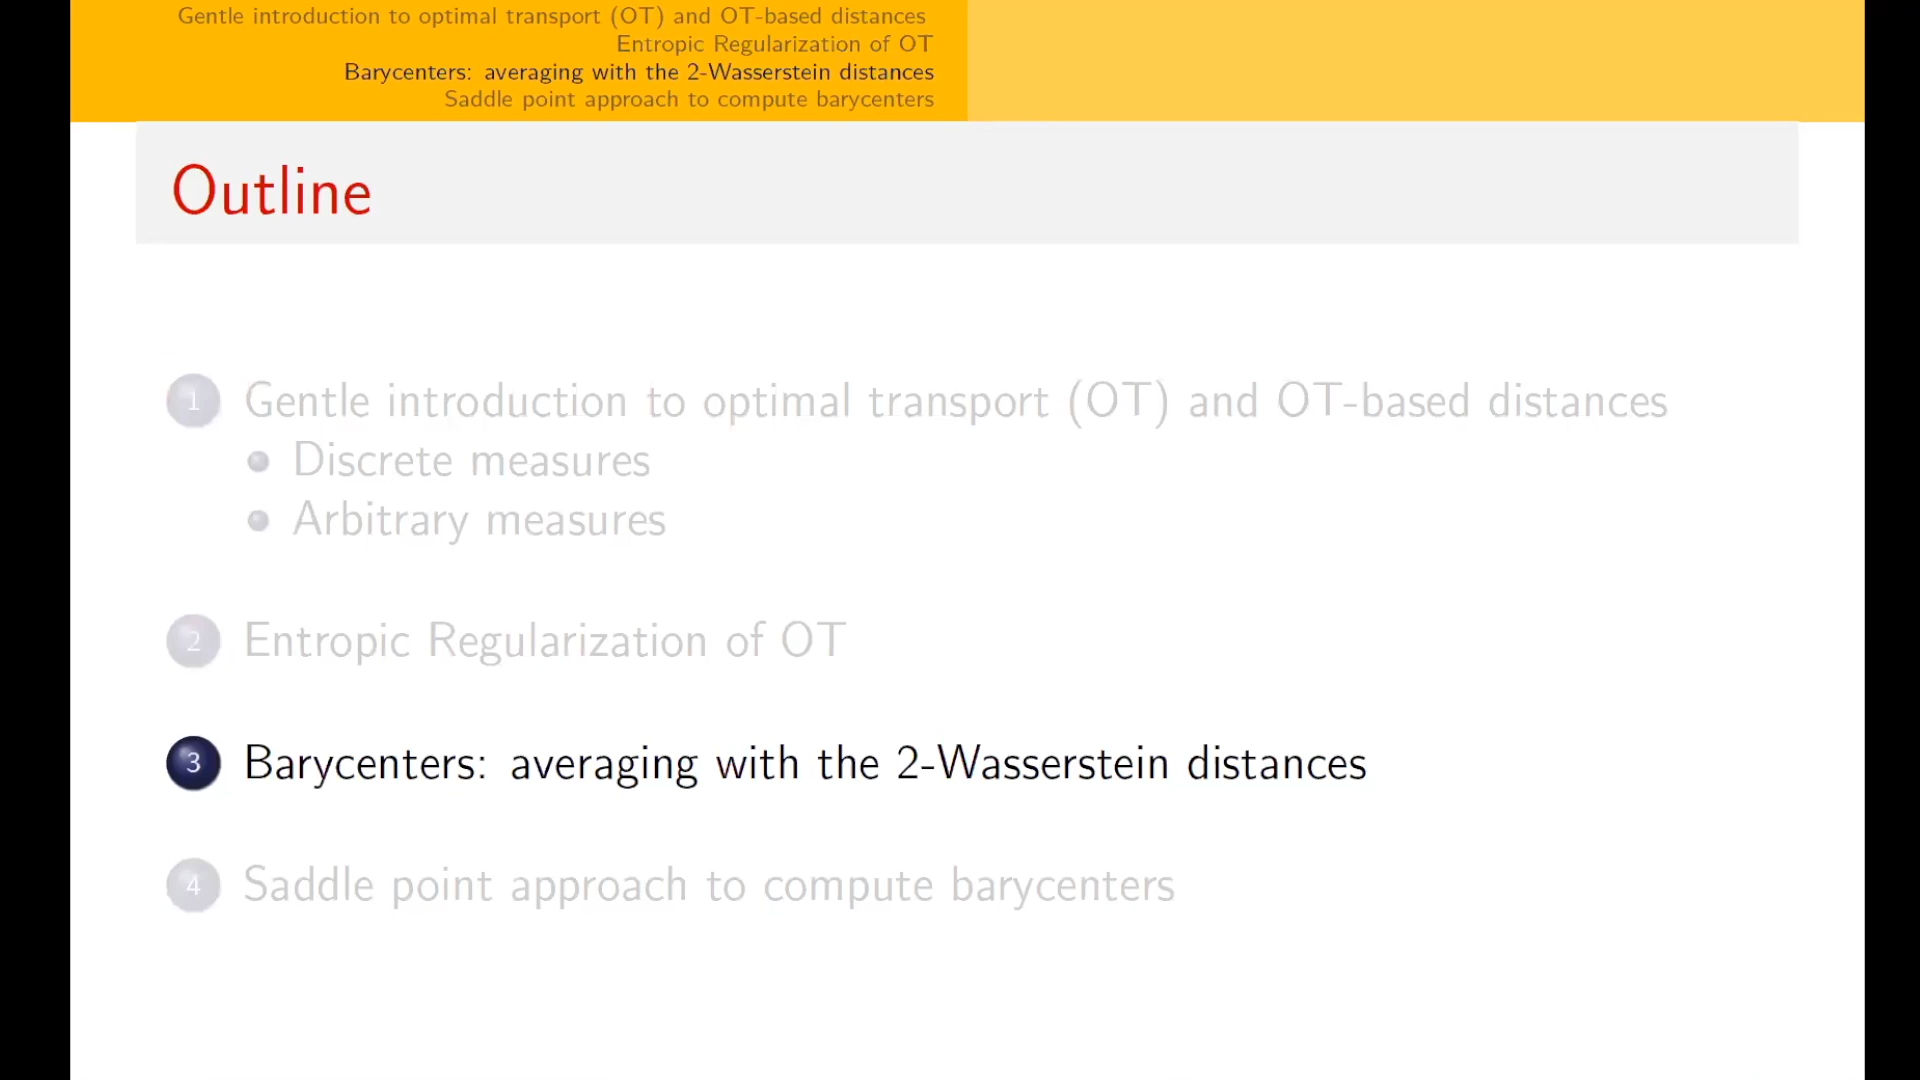 Gentle introduction to optimal transport (OT) and OT-based distances
Entropic Regularization of OT
Barycenters: averaging with the 2-Wasserstein distances
Saddle point approach to compute barycenters
Outline
1 Gentle introduction to optimal transport (OT) and OT-based distances
Discrete measures
Arbitrary measures
2 Entropic Regularization of OT
3 Barycenters: averaging with the 2-Wasserstein distances
4 Saddle point approach to compute barycenters